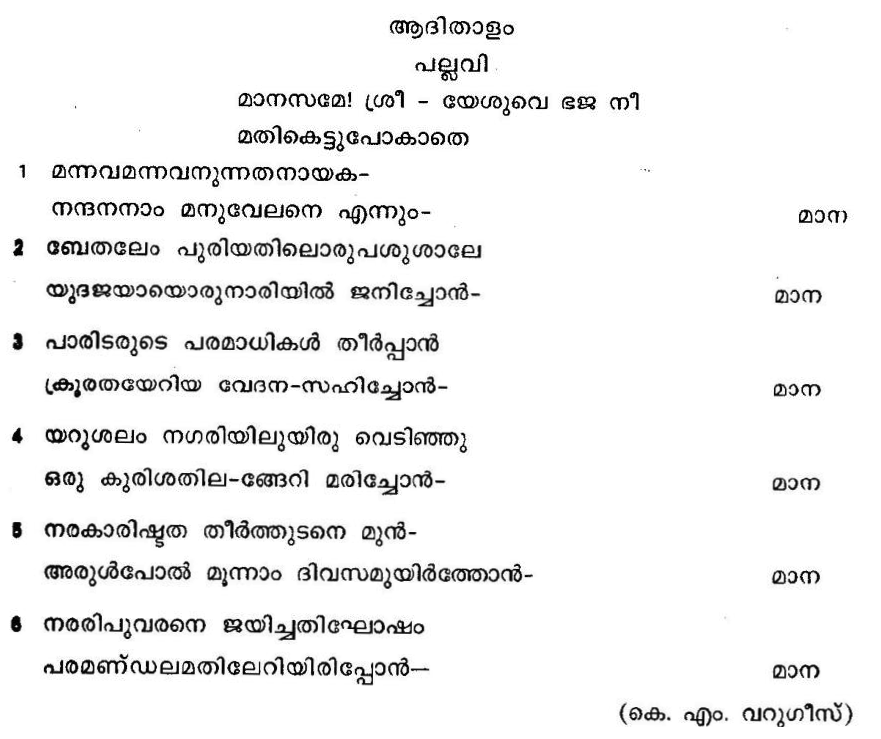 ആദിതാളം
പല്ലവി
മാനസമേ! ശ്രീ - യേശുവെ ഭജ നീ
മതികെട്ടുപോകാതെ
1 മന്നവമന്നവനുന്നതനായക-
നന്ദനനാം മനുവേലനെ എന്നും- മാന
2 ബേതലേം പുരിയതിലൊരുപശുശാലേ
യൂദജയായൊരുനാരിയിൽ ജനിച്ചോൻ- മാന
3 പാരിടരുടെ പരമാധികൾ തീർപ്പാൻ
ക്രൂരതയേറിയ വേദന-സഹിച്ചോൻ- മാന
4 യറുശലം നഗരിയിലുയിരു വെടിഞ്ഞു
ഒരു കുരിശതില-ങ്ങേറി മരിച്ചോൻ- മാന
5 നരകാരിഷ്ടത തീർത്തുടനെ മുൻ-
അരുൾപോൽ മൂന്നാം ദിവസമുയിർത്തോൻ- മാന
6 നരരിപുവരനെ ജയിച്ചതിഘോഷം
പരമണ്ഡലമതിലേറിയിരിപ്പോൻ— മാന
(കെ. എം. വറുഗീസ്)